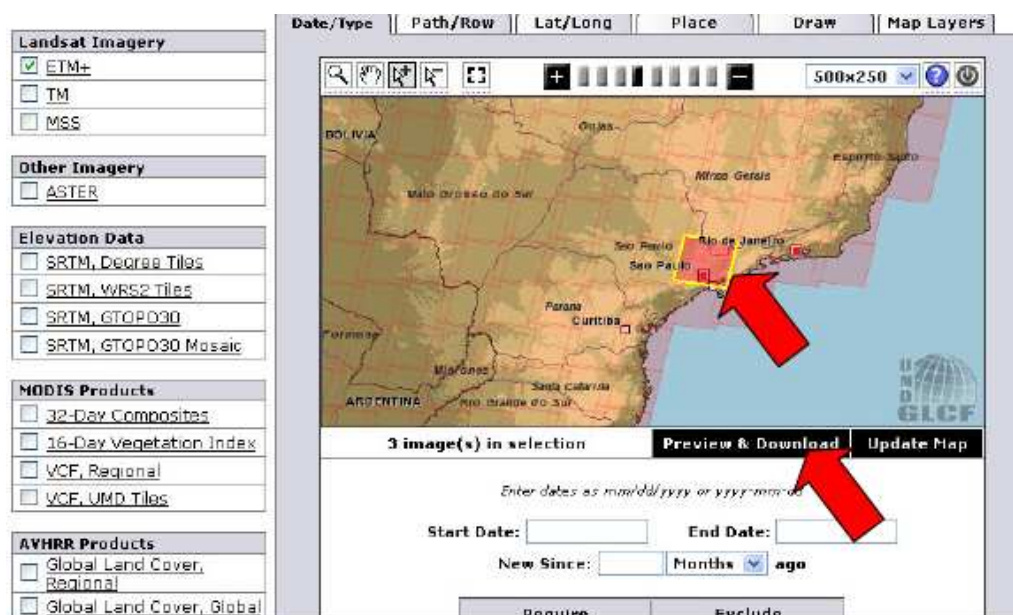 Landsat Imagery
ETM+
TM
MSS
Other Imagery
ASTER
Elevation Data
SRTM, Degree Tiles
SRTM, WRS2 Tiles
SRTM, GTOPO30
SRTM, GTOPO30 Mosaic
MODIS Products
32-Day Composites
16-Day Vegetation Index
VCF, Regional
VCF, UMD Tiles
AVHRR Products
Global Land Cover,
Regional
Global Land Cover, Global
Date/Type Path/Row Lat/Long Place Draw Map Layers
500x250
BOLIVIA
Goias
Espirito Santo
Minas Gerais
Mato Grosso do Sul
Sao Paulo
Rio de Janeiro
Sao Paulo
Parana
Curitiba
Formosa
Misiones
Santa Catarina
ARGENTINA
Rio Grande do Sul
UMD
GLCF
3 image(s) in selection Preview & Download Update Map
Enter dates as mm/dd/yyyy or yyyy-mm-dd
Start Date: End Date:
New Since: Months ago
Require Exclude